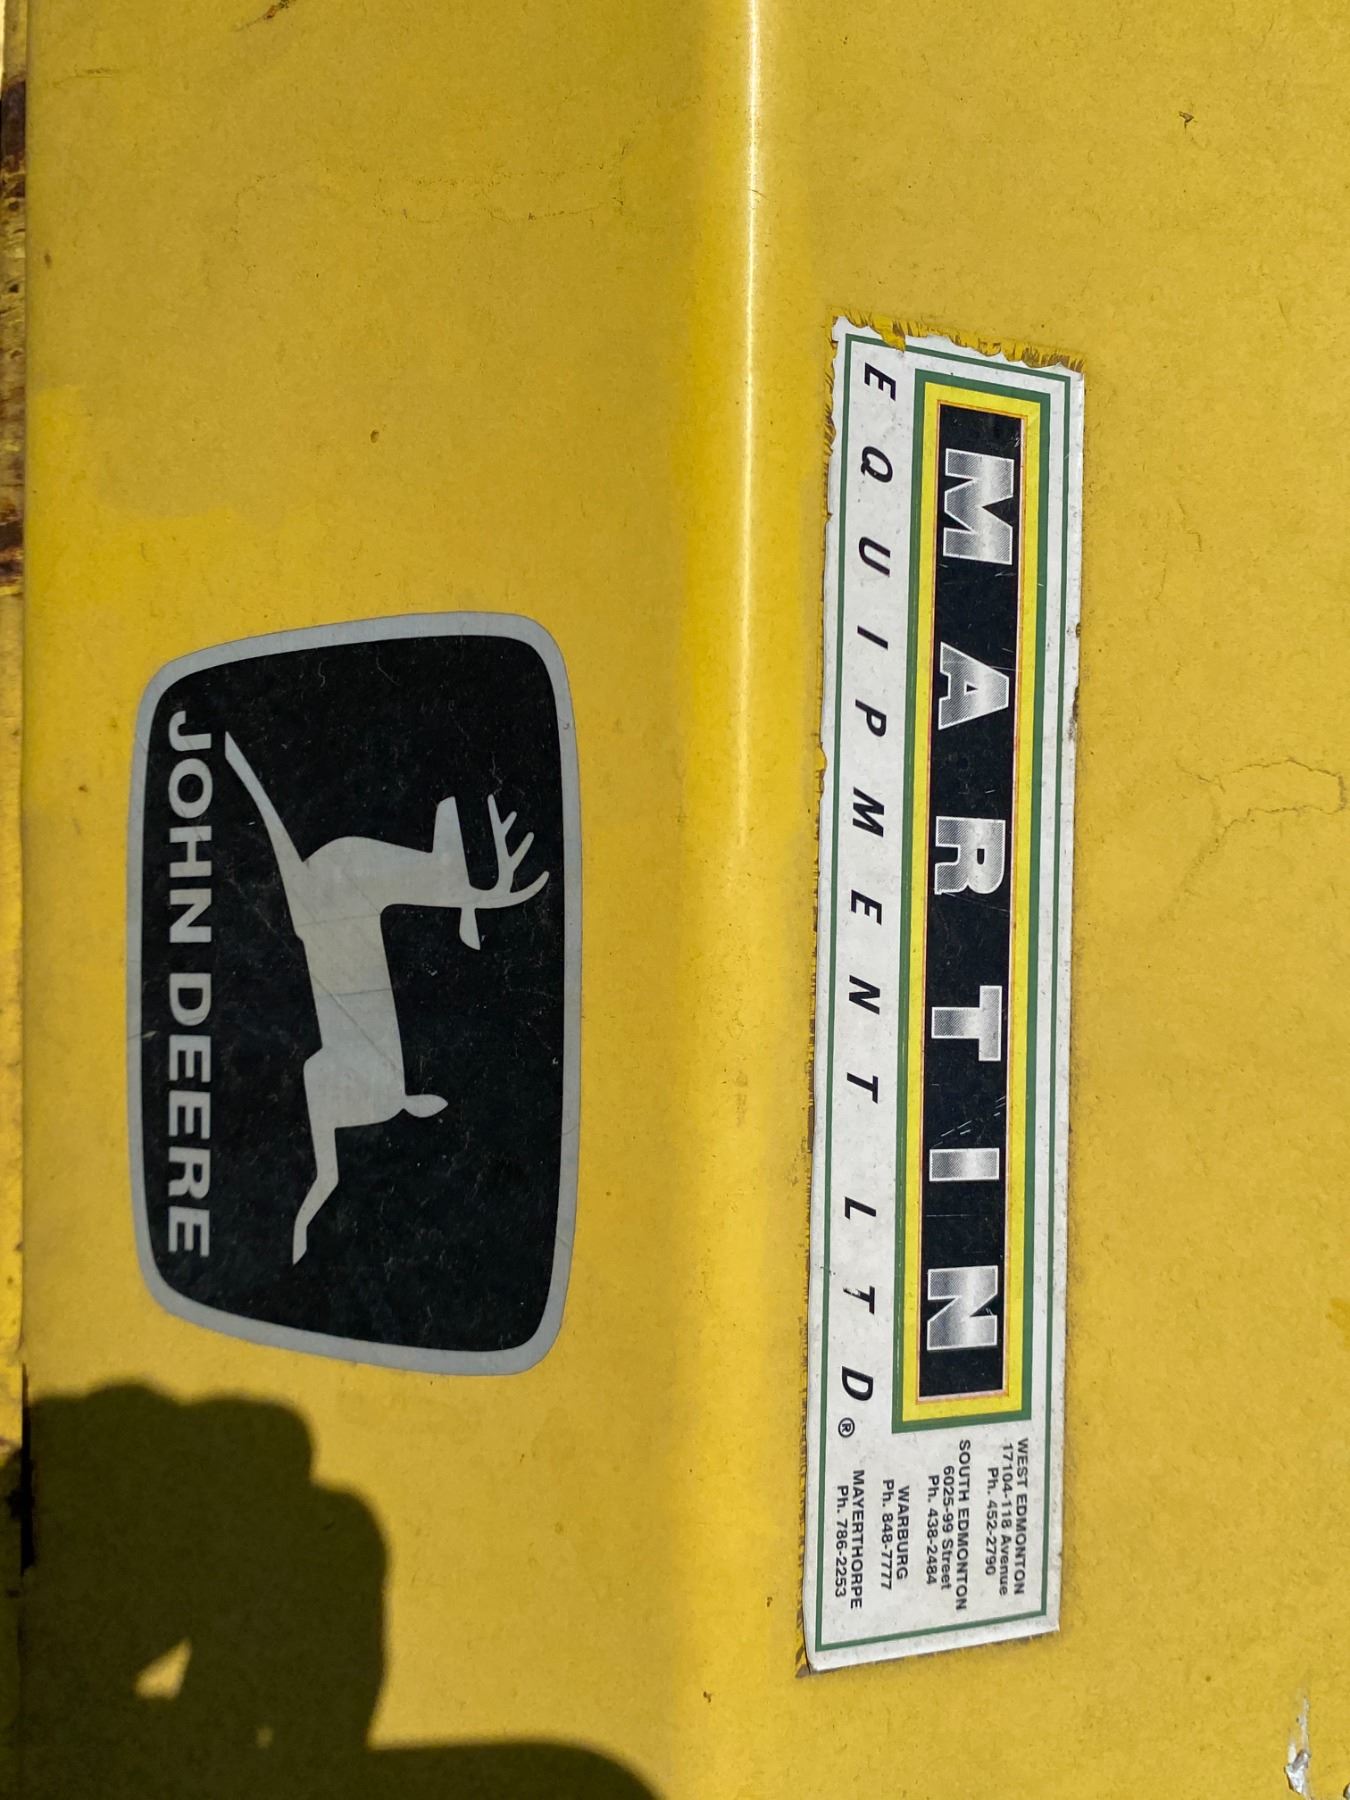 MARTIN
EQUIPMENT LTD®
WEST EDMONTON
17104-118 Avenue
Ph. 452-2790
SOUTH EDMONTON
6025-99 Street
Ph. 438-2484
WARBURG
Ph. 848-7777
MAYERTHORPE
Ph. 786-2253
JOHN DEERE